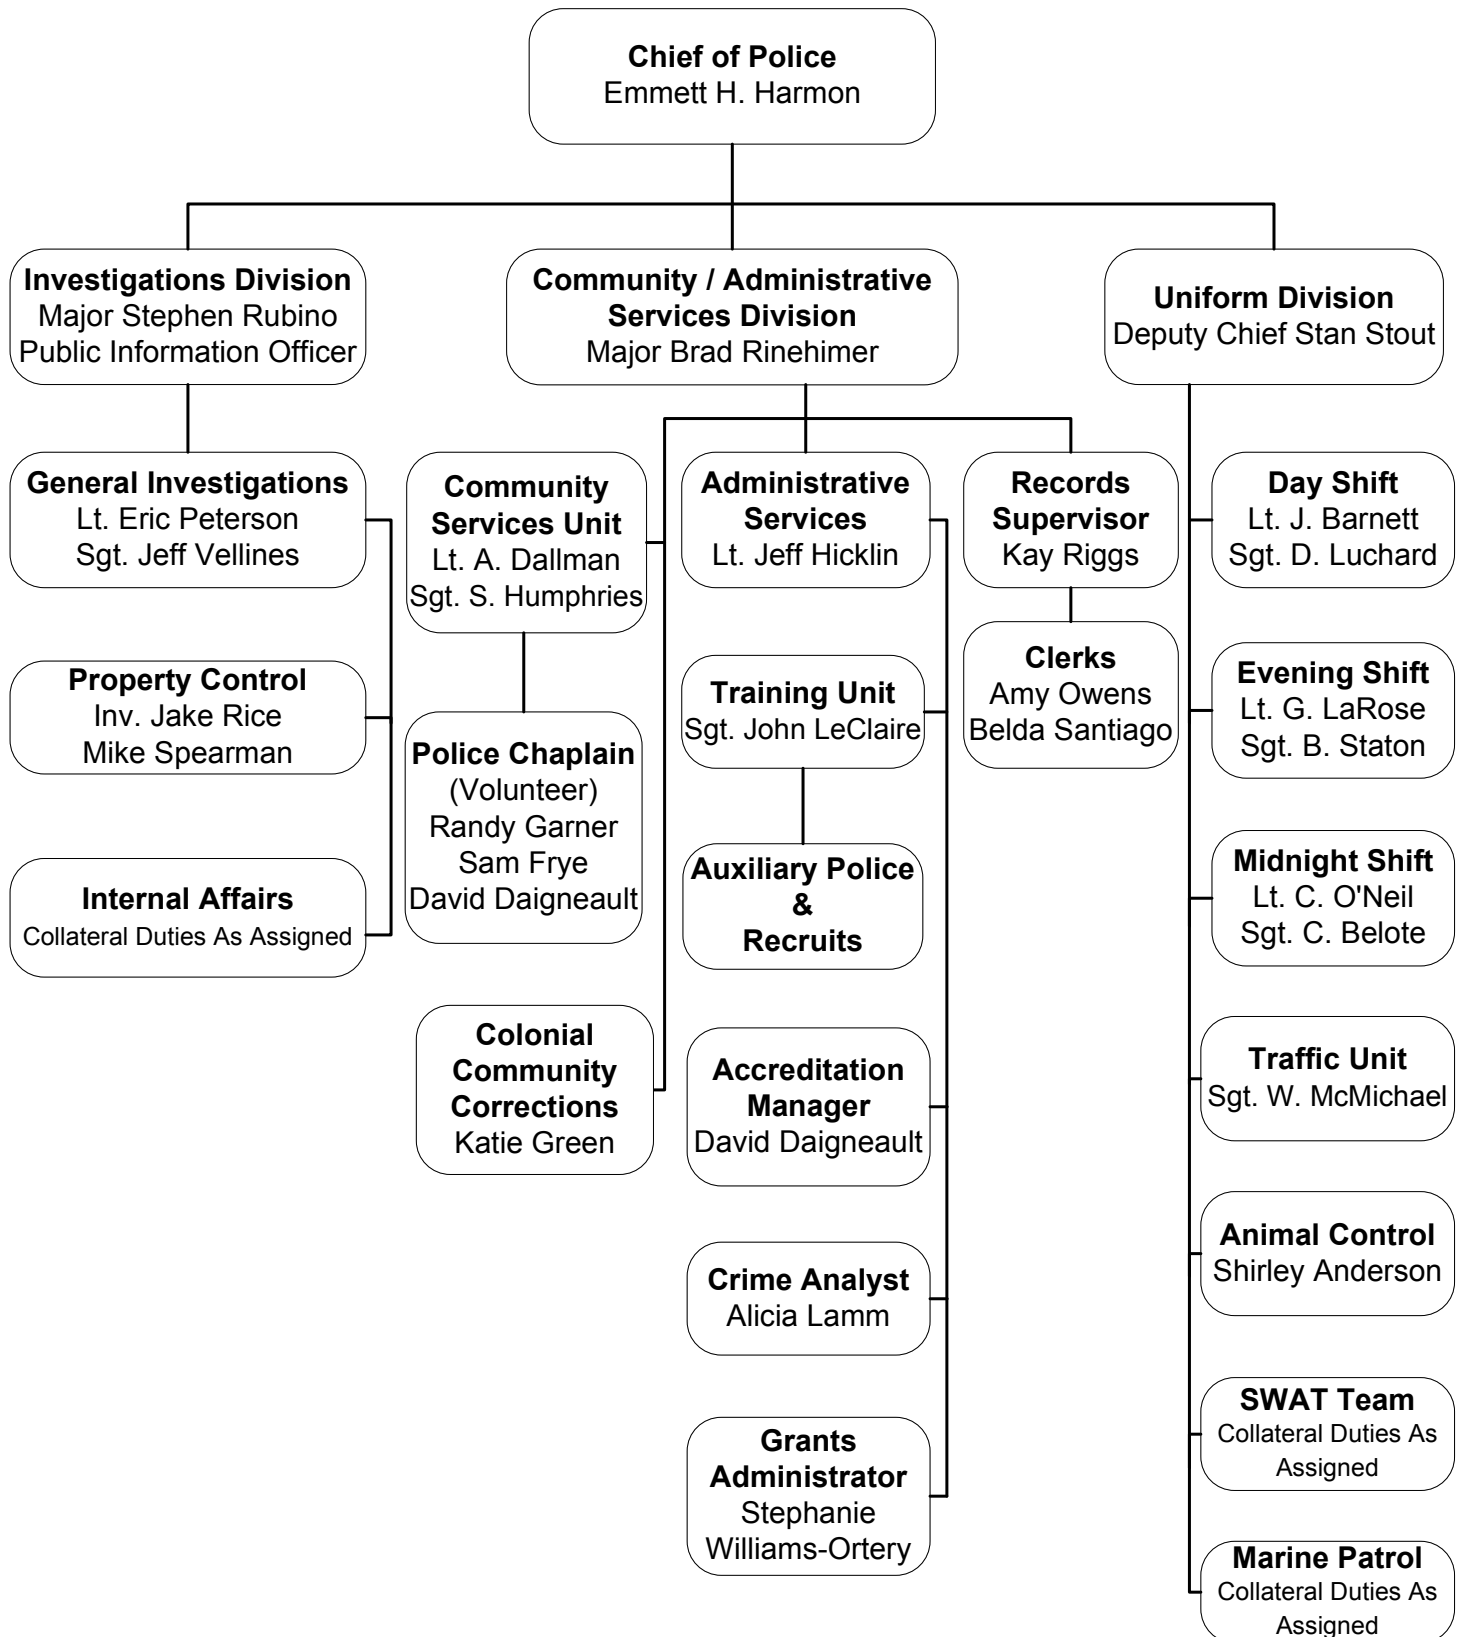 Chief of Police
Emmett H. Harmon
Investigations Division
Major Stephen Rubino
Public Information Officer
Community / Administrative
Services Division
Major Brad Rinehimer
Uniform Division
Deputy Chief Stan Stout
General Investigations
Lt. Eric Peterson
Sgt. Jeff Vellines
Property Control
Inv. Jake Rice
Mike Spearman
Internal Affairs
Collateral Duties As Assigned
Community
Services Unit
Lt. A. Dallman
Sgt. S. Humphries
Police Chaplain
(Volunteer)
Randy Garner
Sam Frye
David Daigneault
Colonial
Community
Corrections
Katie Green
Administrative
Services
Lt. Jeff Hicklin
Training Unit
Sgt. John LeClaire
Auxiliary Police
&
Recruits
Accreditation
Manager
David Daigneault
Crime Analyst
Alicia Lamm
Grants
Administrator
Stephanie
Williams-Ortery
Records
Supervisor
Kay Riggs
Clerks
Amy Owens
Belda Santiago
Day Shift
Lt. J. Barnett
Sgt. D. Luchard
Evening Shift
Lt. G. LaRose
Sgt. B. Staton
Midnight Shift
Lt. C. O'Neil
Sgt. C. Belote
Traffic Unit
Sgt. W. McMichael
Animal Control
Shirley Anderson
SWAT Team
Collateral Duties As
Assigned
Marine Patrol
Collateral Duties As
Assigned